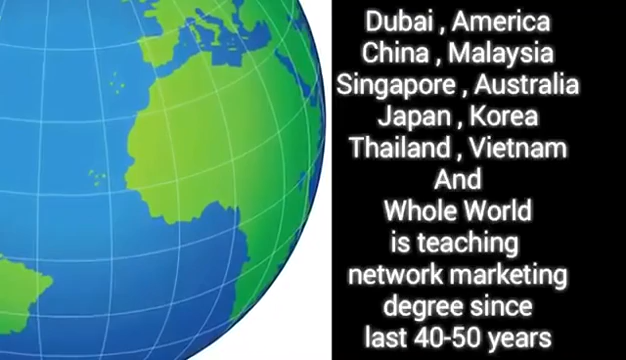 Dubai , America
China , Malaysia
Singapore , Australia
Japan , Korea
Thailand , Vietnam
And
Whole World
is teaching
network marketing
degree since
last 40-50 years